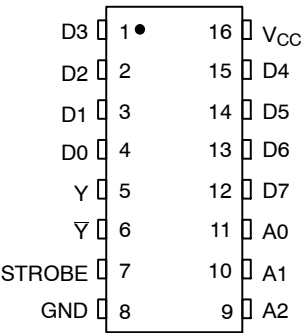 D3 1 16 V_CC
D2 2 15 D4
D1 3 14 D5
D0 4 13 D6
Y 5 12 D7
Y̅ 6 11 A0
STROBE 7 10 A1
GND 8 9 A2